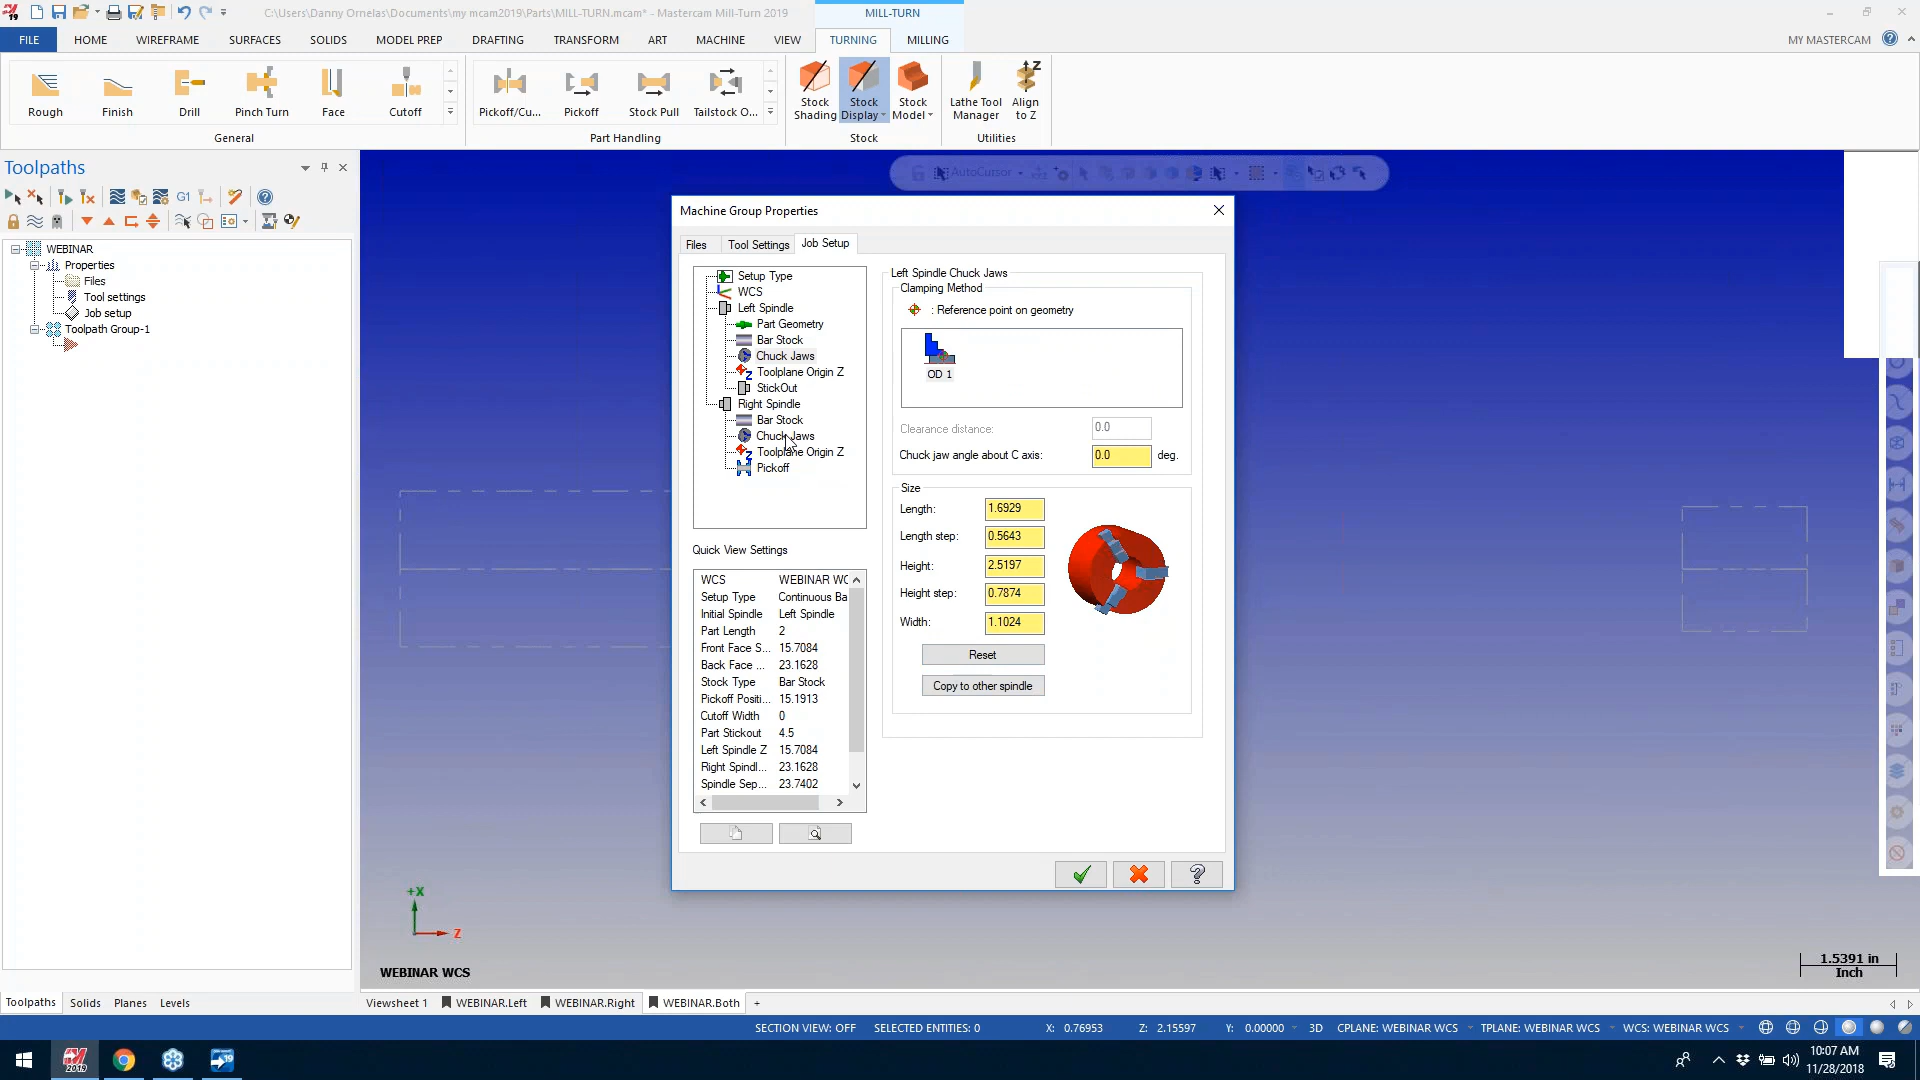 C:\Users\Danny Ornelas\Documents\my mcam2019\Parts\MILL-TURN.mcam* - Mastercam Mill-Turn 2019
MILL-TURN
FILE HOME WIREFRAME SURFACES SOLIDS MODEL PREP DRAFTING TRANSFORM ART MACHINE VIEW TURNING MILLING
MY MASTERCAM
Rough Finish Drill Pinch Turn Face Cutoff
General
Pickoff/Cu... Pickoff Stock Pull Tailstock O...
Part Handling
Stock Shading
Stock Display
Stock Model
Stock
Lathe Tool Manager
Align to Z
Utilities
Toolpaths
G1
AutoCursor
WEBINAR
Properties
Files
Tool settings
Job setup
Toolpath Group-1
Machine Group Properties
Files Tool Settings Job Setup
Setup Type
WCS
Left Spindle
Part Geometry
Bar Stock
Chuck Jaws
Toolplane Origin Z
StickOut
Right Spindle
Bar Stock
Chuck Jaws
Toolplane Origin Z
Pickoff
Quick View Settings
WCS WEBINAR WC
Setup Type Continuous Ba
Initial Spindle Left Spindle
Part Length 2
Front Face S... 15.7084
Back Face ... 23.1628
Stock Type Bar Stock
Pickoff Positi... 15.1913
Cutoff Width 0
Part Stickout 4.5
Left Spindle Z 15.7084
Right Spindl... 23.1628
Spindle Sep... 23.7402
Left Spindle Chuck Jaws
Clamping Method
: Reference point on geometry
OD 1
Clearance distance: 0.0
Chuck jaw angle about C axis: 0.0 deg.
Size
Length: 1.6929
Length step: 0.5643
Height: 2.5197
Height step: 0.7874
Width: 1.1024
Reset
Copy to other spindle
+X
Z
WEBINAR WCS
1.5391 in
Inch
Toolpaths Solids Planes Levels
Viewsheet 1 WEBINAR.Left WEBINAR.Right WEBINAR.Both +
SECTION VIEW: OFF SELECTED ENTITIES: 0 X: 0.76953 Z: 2.15597 Y: 0.00000 3D CPLANE: WEBINAR WCS TPLANE: WEBINAR WCS WCS: WEBINAR WCS
2019
19
10:07 AM
11/28/2018